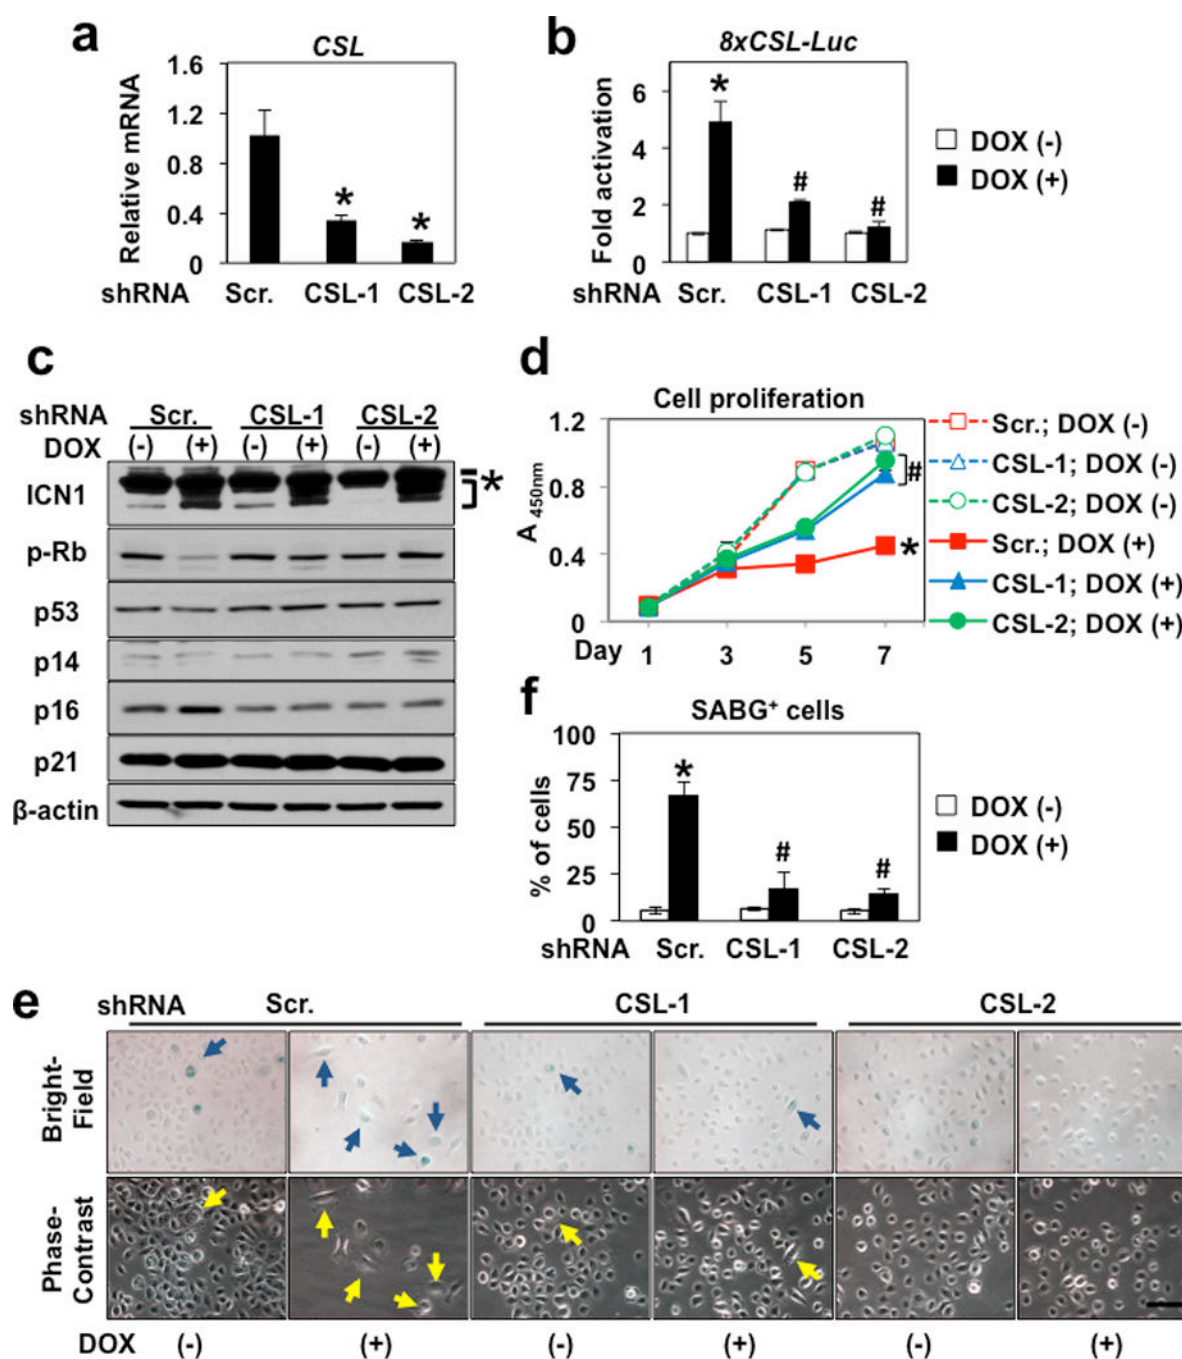 a
CSL
Relative mRNA
1.6
1.2
0.8
0.4
0
*
*
shRNA Scr. CSL-1 CSL-2
b
8xCSL-Luc
Fold activation
6
4
2
0
*
#
#
shRNA Scr. CSL-1 CSL-2
DOX (-)
DOX (+)
c
shRNA Scr. CSL-1 CSL-2
DOX (-) (+) (-) (+) (-) (+)
ICN1
*
p-Rb
p53
p14
p16
p21
β-actin
d
Cell proliferation
A 450nm
1.2
0.8
0.4
0
#
*
Day 1 3 5 7
Scr.; DOX (-)
CSL-1; DOX (-)
CSL-2; DOX (-)
Scr.; DOX (+)
CSL-1; DOX (+)
CSL-2; DOX (+)
f
SABG⁺ cells
% of cells
100
75
50
25
0
*
#
#
shRNA Scr. CSL-1 CSL-2
DOX (-)
DOX (+)
e
shRNA Scr. CSL-1 CSL-2
Bright-
Field
Phase-
Contrast
DOX (-) (+) (-) (+) (-) (+)